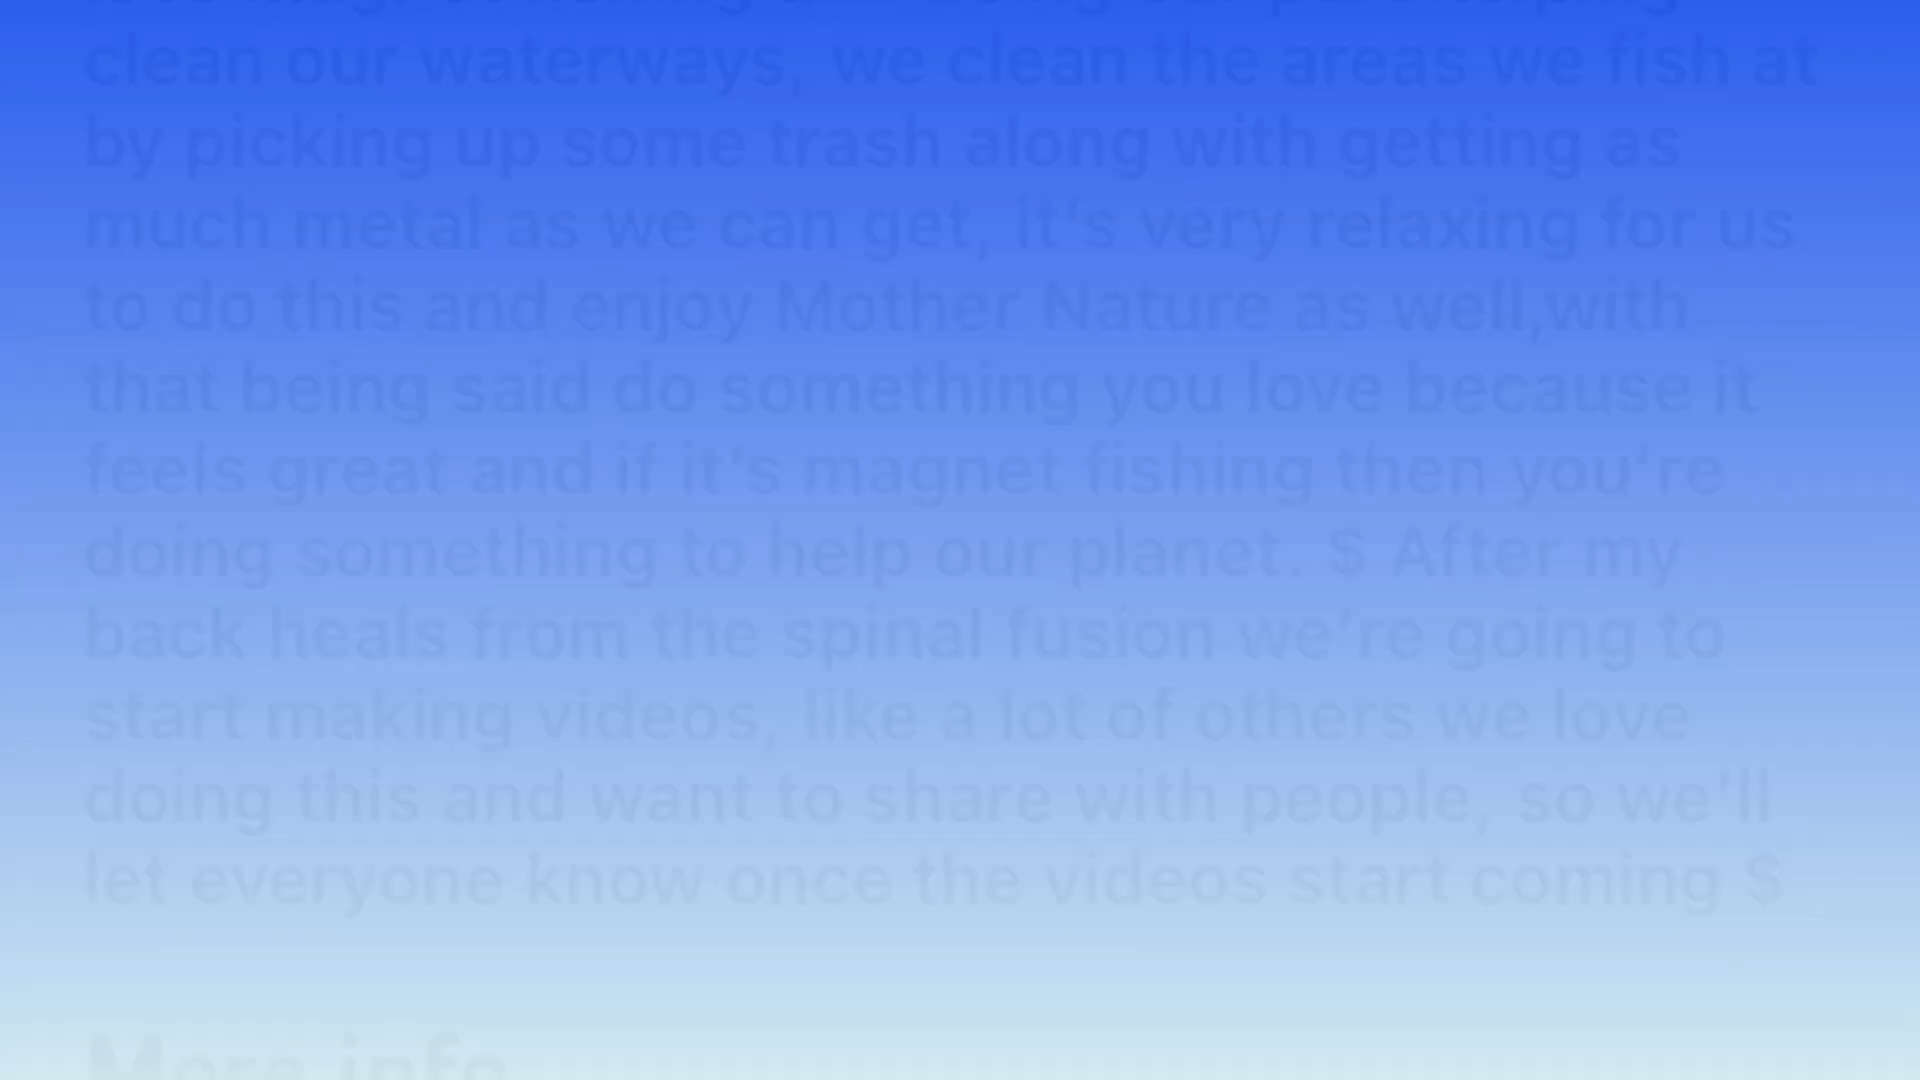 clean our waterways, we clean the areas we fish at
by picking up some trash along with getting as
much metal as we can get, it's very relaxing for us
to do this and enjoy Mother Nature as well,with
that being said do something you love because it
feels great and if it's magnet fishing then you're
doing something to help our planet. $ After my
back heals from the spinal fusion we're going to
start making videos, like a lot of others we love
doing this and want to share with people, so we'll
let everyone know once the videos start coming $
More info